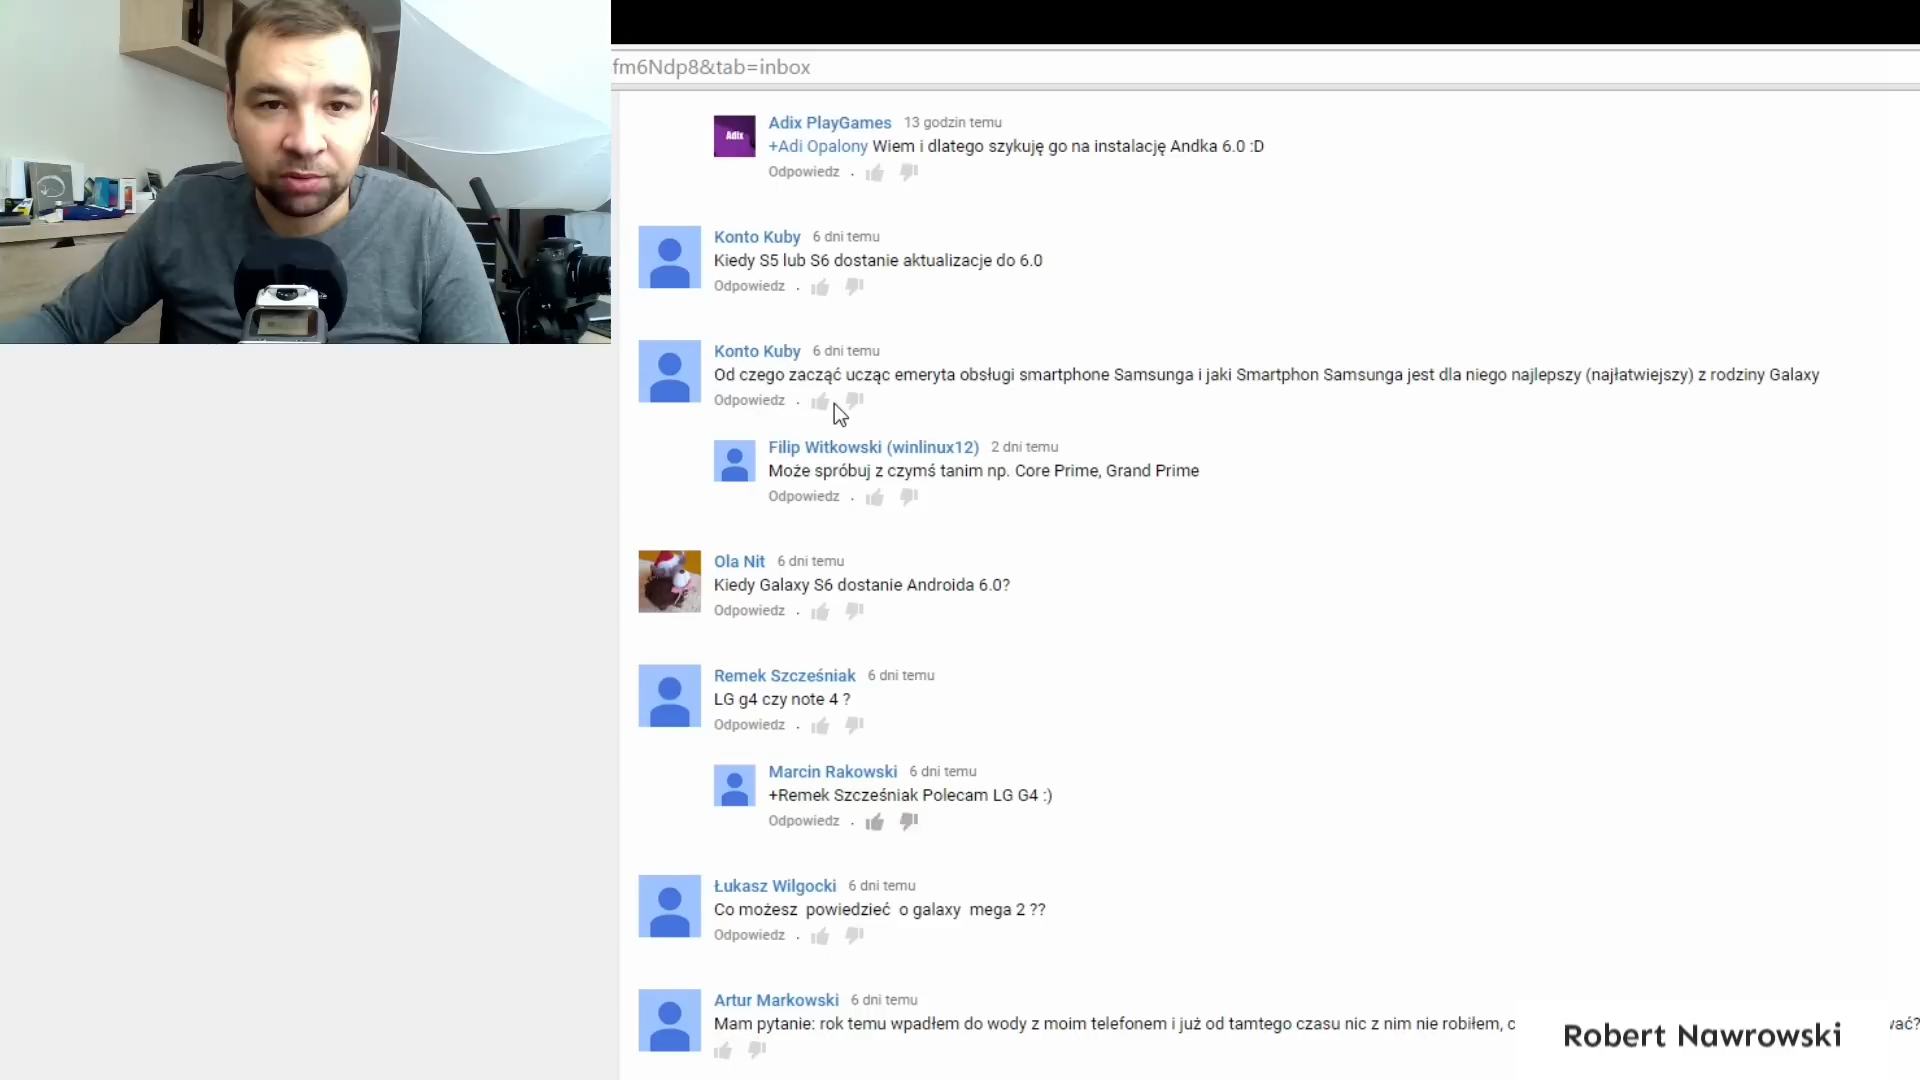 fm6Ndp8&tab=inbox
Adix
Adix PlayGames 13 godzin temu
+Adi Opalony Wiem i dlatego szykuję go na instalację Andka 6.0 :D
Odpowiedz .
Konto Kuby 6 dni temu
Kiedy S5 lub S6 dostanie aktualizacje do 6.0
Odpowiedz .
Konto Kuby 6 dni temu
Od czego zacząć ucząc emeryta obsługi smartphone Samsunga i jaki Smartphon Samsunga jest dla niego najlepszy (najłatwiejszy) z rodziny Galaxy
Odpowiedz .
Filip Witkowski (winlinux12) 2 dni temu
Może spróbuj z czymś tanim np. Core Prime, Grand Prime
Odpowiedz .
Ola Nit 6 dni temu
Kiedy Galaxy S6 dostanie Androida 6.0?
Odpowiedz .
Remek Szcześniak 6 dni temu
LG g4 czy note 4 ?
Odpowiedz .
Marcin Rakowski 6 dni temu
+Remek Szcześniak Polecam LG G4 :)
Odpowiedz .
Łukasz Wilgocki 6 dni temu
Co możesz powiedzieć o galaxy mega 2 ??
Odpowiedz .
Artur Markowski 6 dni temu
Mam pytanie: rok temu wpadłem do wody z moim telefonem i już od tamtego czasu nic z nim nie robiłem, c
Robert Nawrowski